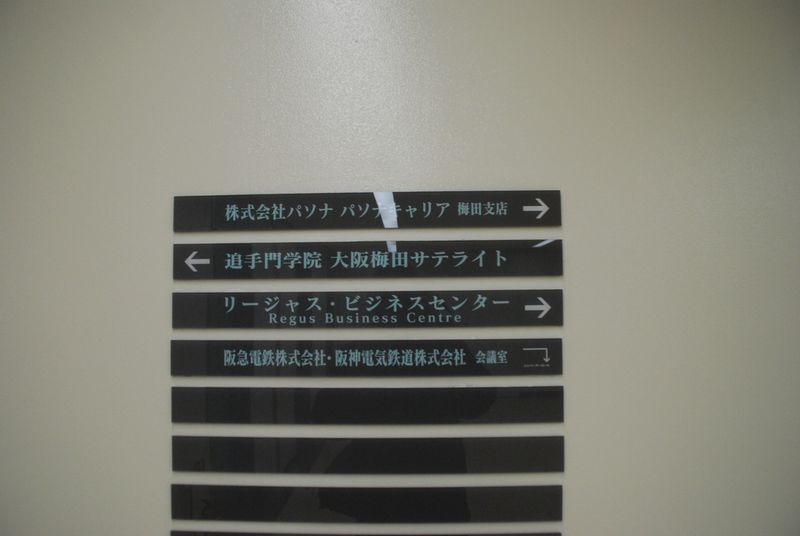 株式会社パソナ パソナキャリア 梅田支店 →
← 追手門学院 大阪梅田サテライト
リージャス・ビジネスセンター →
Regus Business Centre
阪急電鉄株式会社・阪神電気鉄道株式会社 会議室